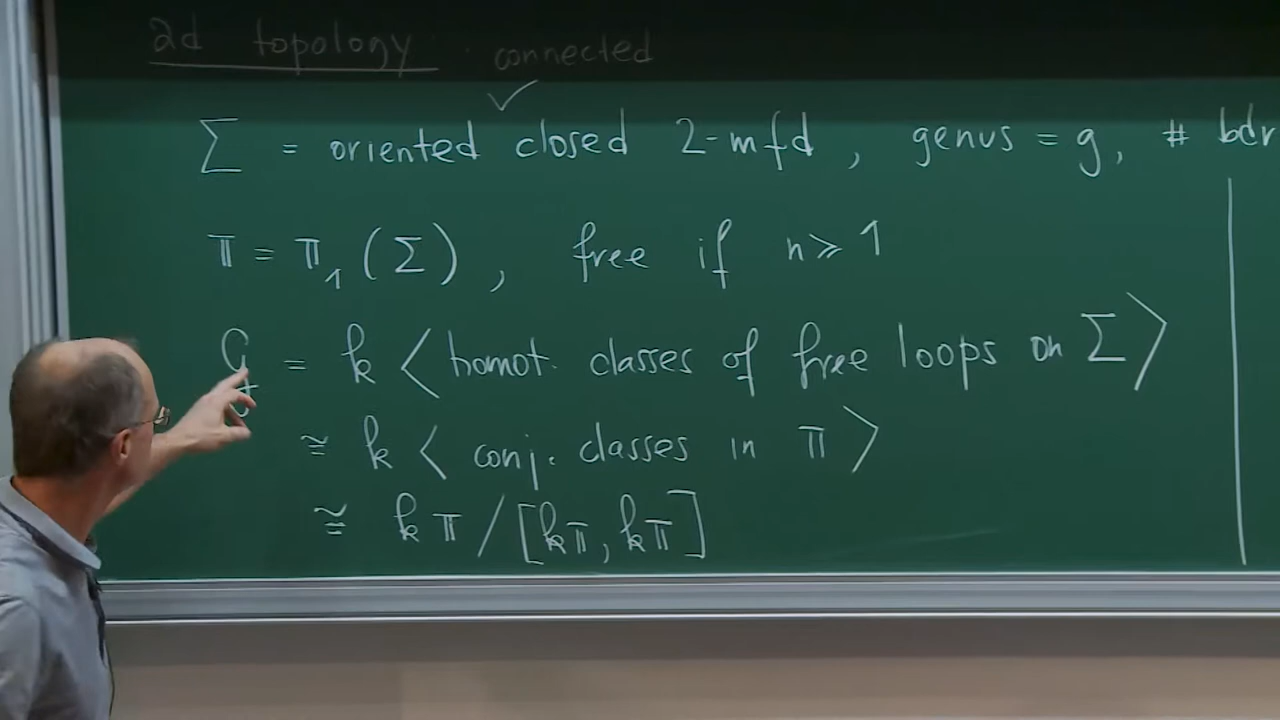 2d topology connected
Σ = oriented ✓ closed 2-mfd, genus = g, # bdr
π = π₁(Σ), free if n ⩾ 1
= k⟨homot. classes of free loops on Σ⟩
≅ k⟨conj. classes in π⟩
≅ kπ/[kπ, kπ]